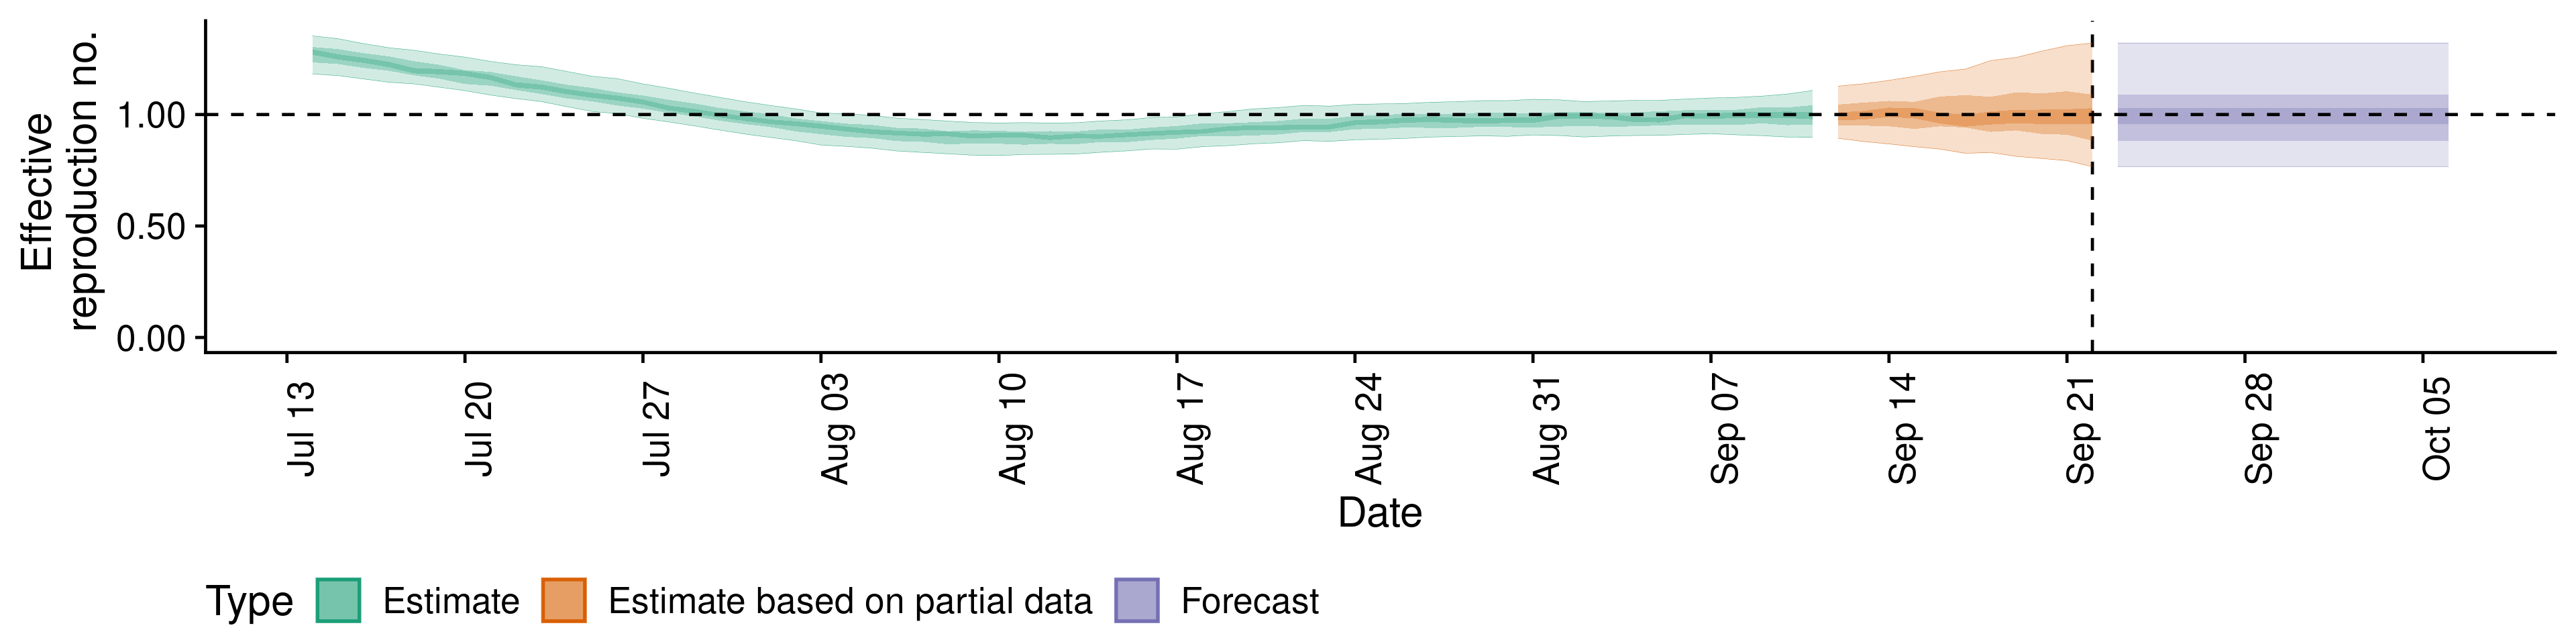 Effective
reproduction no.
1.00
0.50
0.00
Jul 13
Jul 20
Jul 27
Aug 03
Aug 10
Aug 17
Aug 24
Aug 31
Sep 07
Sep 14
Sep 21
Sep 28
Oct 05
Date
Type Estimate Estimate based on partial data Forecast